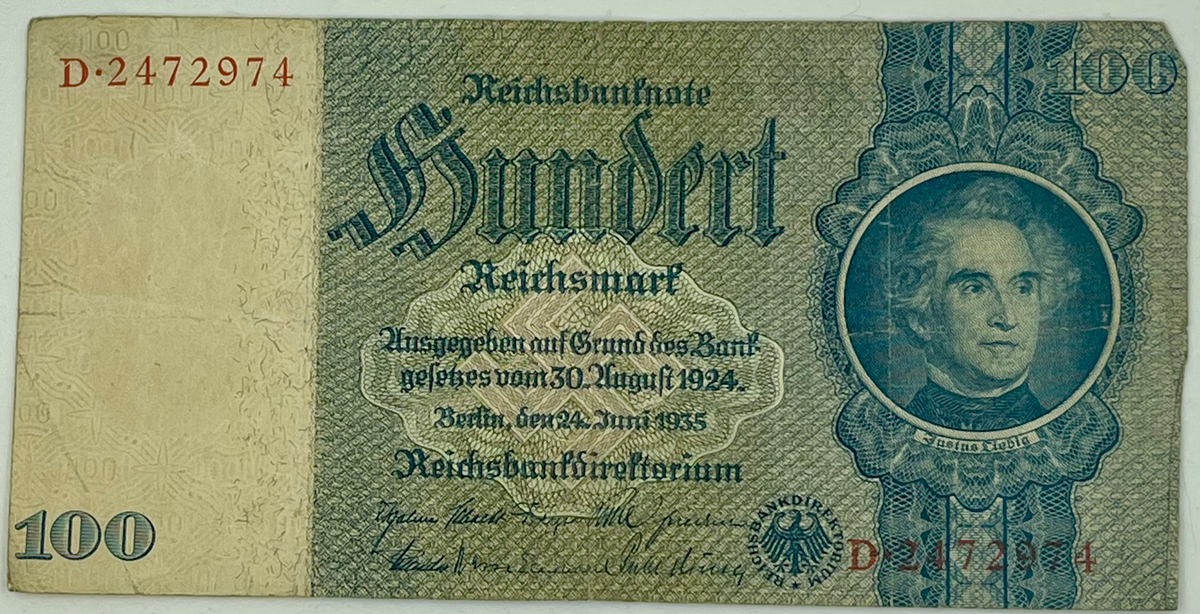 100
D·2472974
100
Reichsbanknote
Hundert
Reichsmark
Ausgegeben auf Grund des Bank-
gesetzes vom 30. August 1924.
Berlin, den 24. Juni 1935
Reichsbankdirektorium
REICHSBANKDIREKTORIUM
Justus Liebig
D·2472974
100